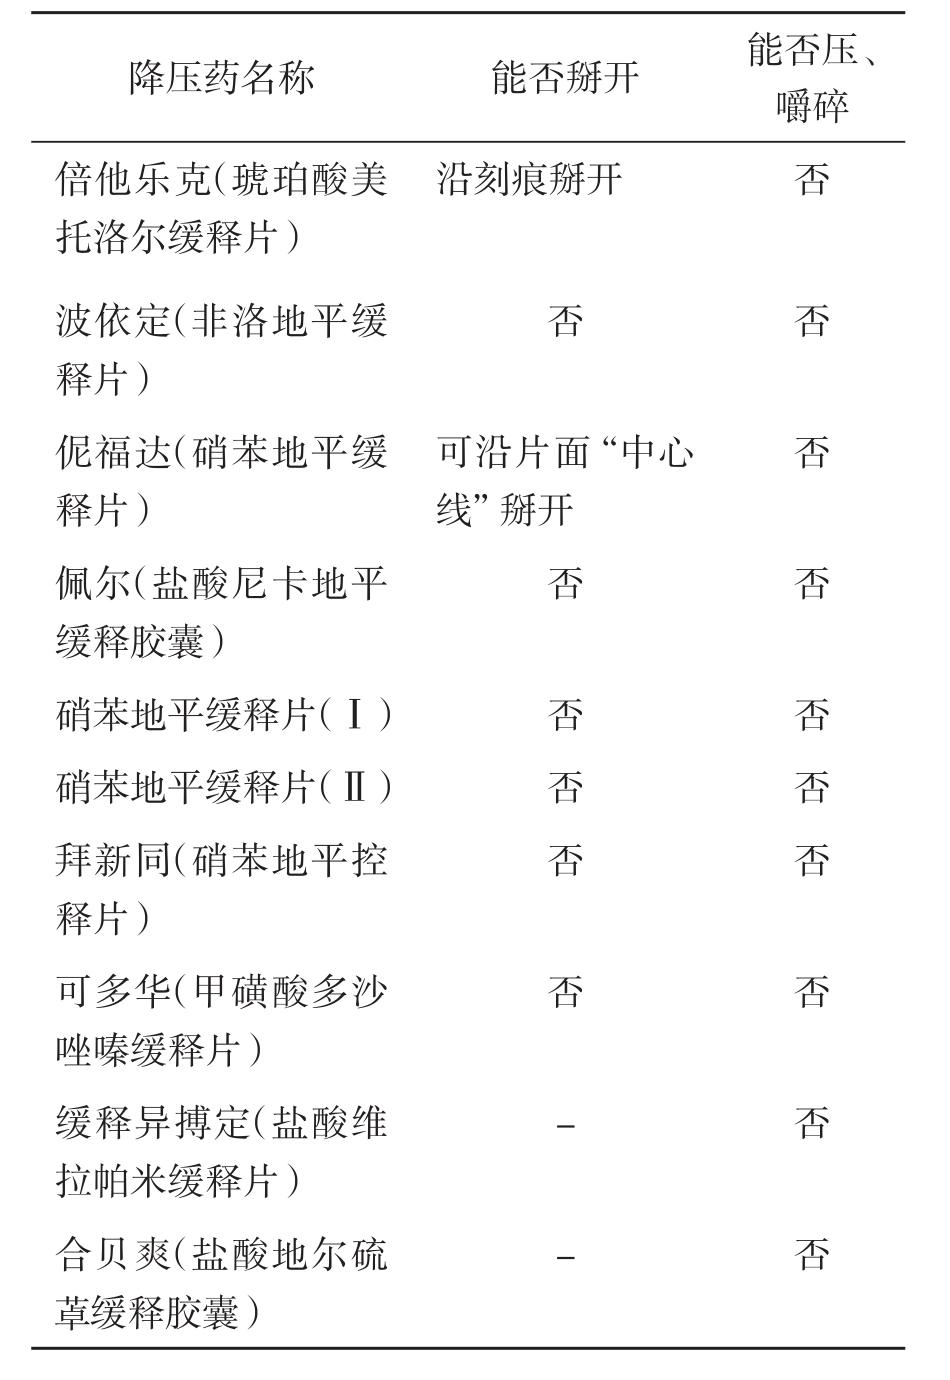 降压药名称 能否掰开 能否压、
嚼碎
倍他乐克(琥珀酸美 沿刻痕掰开 否
托洛尔缓释片)
波依定(非洛地平缓 否 否
释片)
伲福达(硝苯地平缓 可沿片面“中心 否
释片) 线”掰开
佩尔(盐酸尼卡地平 否 否
缓释胶囊)
硝苯地平缓释片(Ⅰ) 否 否
硝苯地平缓释片(Ⅱ) 否 否
拜新同(硝苯地平控 否 否
释片)
可多华(甲磺酸多沙 否 否
唑嗪缓释片)
缓释异搏定(盐酸维 – 否
拉帕米缓释片)
合贝爽(盐酸地尔硫 – 否
䓬缓释胶囊)